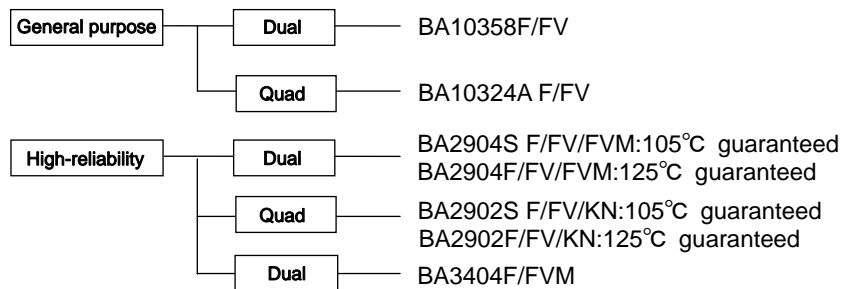 General purpose
Dual
BA10358F/FV
Quad
BA10324A F/FV
High-reliability
Dual
BA2904S F/FV/FVM:105℃ guaranteed
BA2904F/FV/FVM:125℃ guaranteed
Quad
BA2902S F/FV/KN:105℃ guaranteed
BA2902F/FV/KN:125℃ guaranteed
Dual
BA3404F/FVM